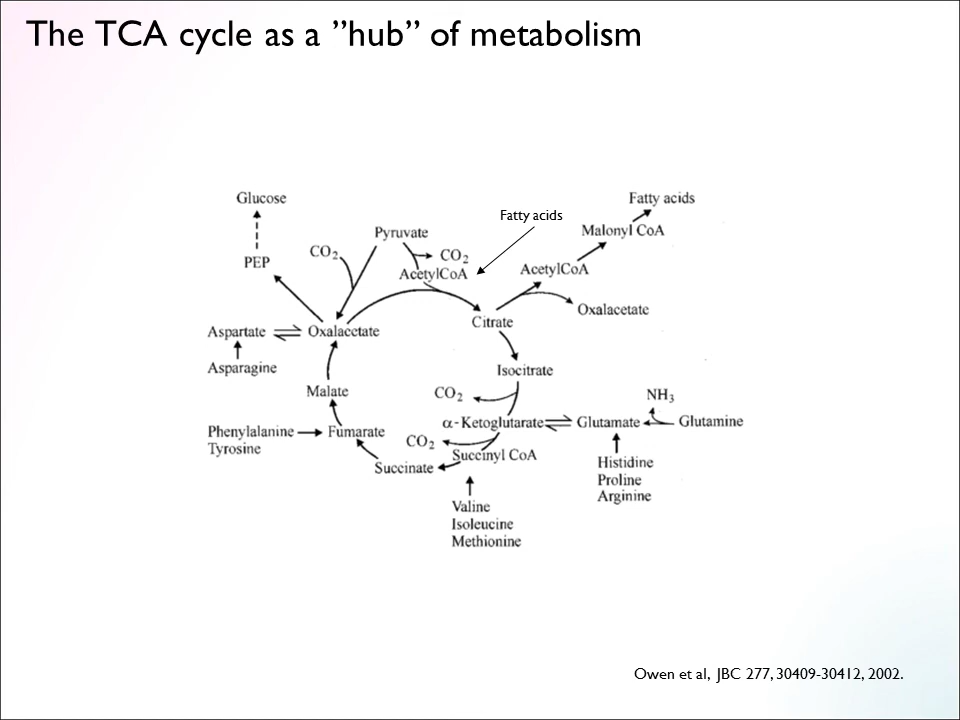 The TCA cycle as a ”hub” of metabolism
Glucose
Fatty acids
Fatty acids
Pyruvate
Malonyl CoA
CO2
CO2
PEP
AcetylCoA
AcetylCoA
Oxalacetate
Citrate
Aspartate
Oxalacetate
Asparagine
Isocitrate
Malate
CO2
NH3
α-Ketoglutarate
Glutamate
Glutamine
Phenylalanine
Fumarate
CO2
Tyrosine
Succinyl CoA
Succinate
Histidine
Proline
Arginine
Valine
Isoleucine
Methionine
Owen et al, JBC 277, 30409-30412, 2002.